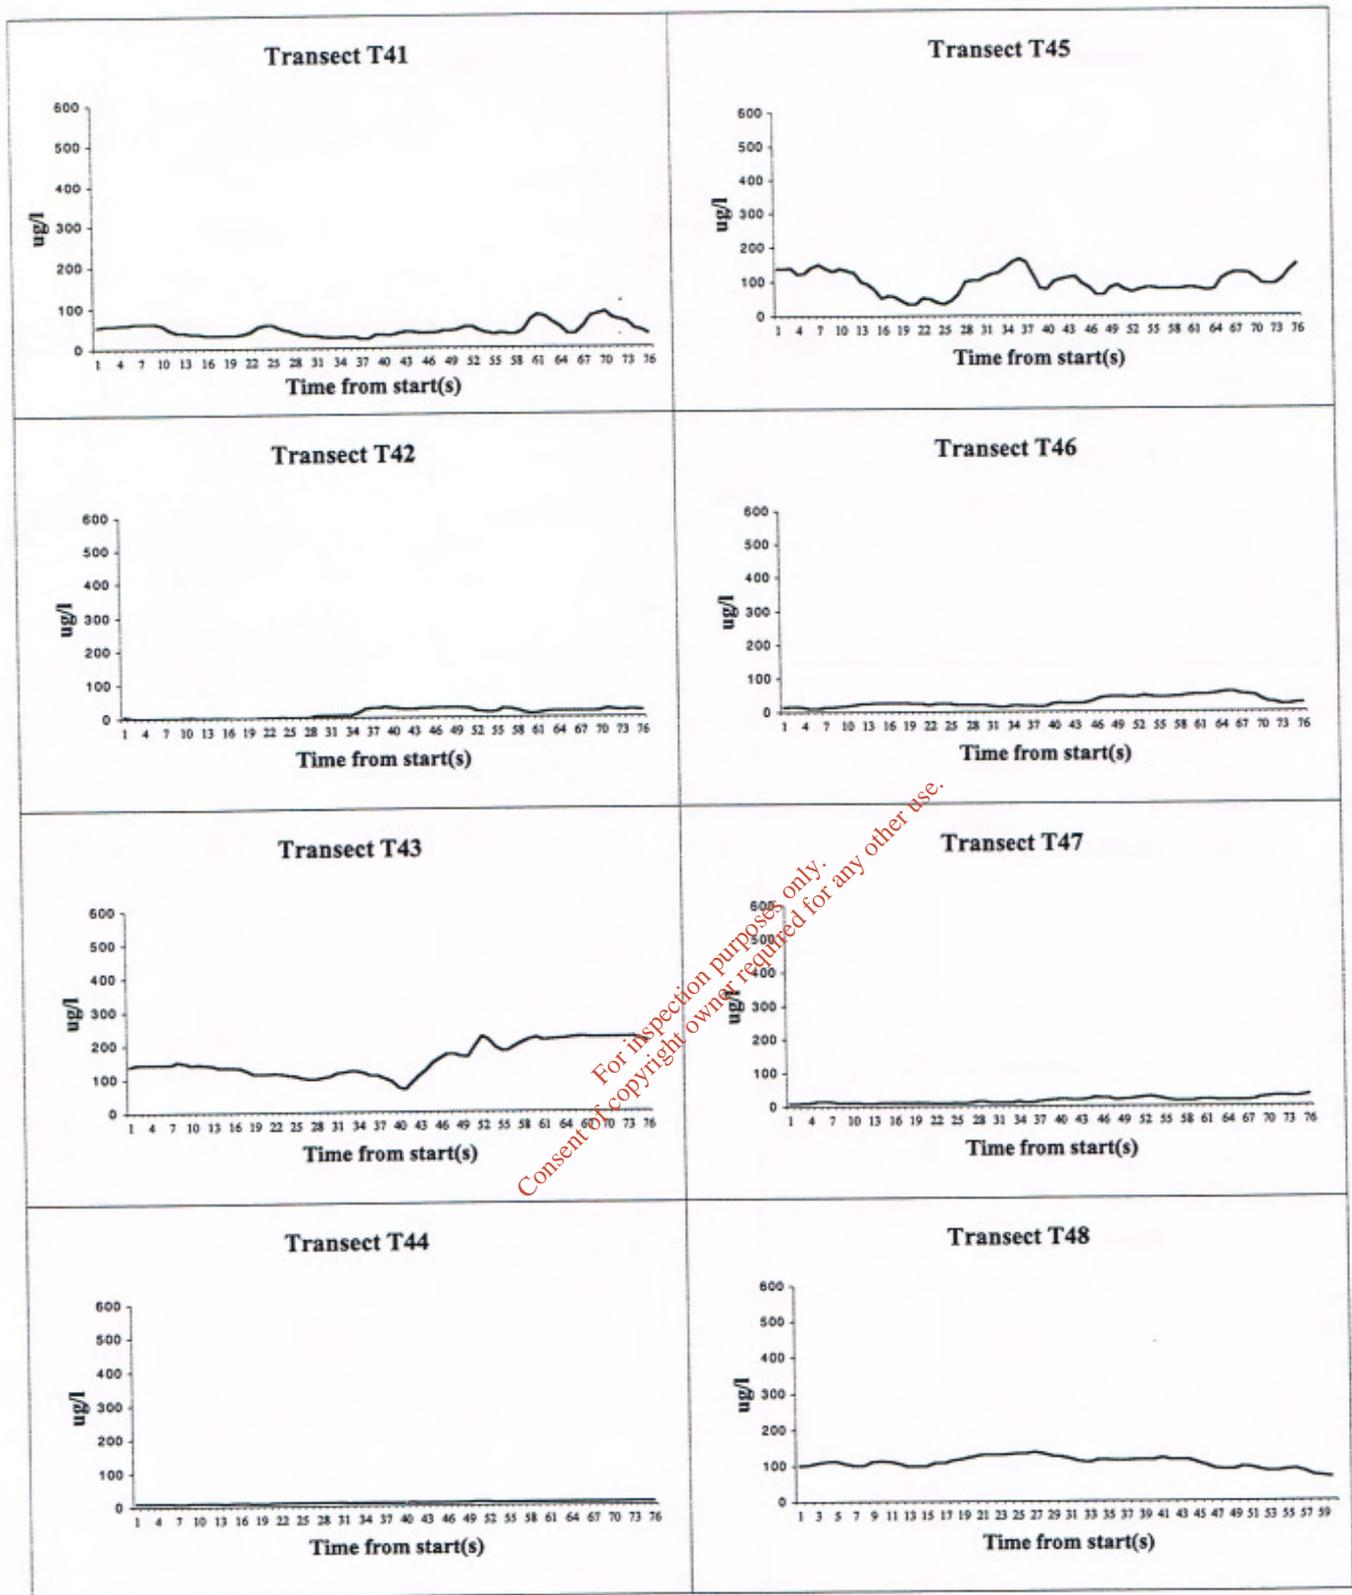 Transect T41
600
500
400
300
200
100
0
ug/l
1 4 7 10 13 16 19 22 25 28 31 34 37 40 43 46 49 52 55 58 61 64 67 70 73 76
Time from start(s)
Transect T45
600
500
400
300
200
100
0
ug/l
1 4 7 10 13 16 19 22 25 28 31 34 37 40 43 46 49 52 55 58 61 64 67 70 73 76
Time from start(s)
Transect T42
600
500
400
300
200
100
0
ug/l
1 4 7 10 13 16 19 22 25 28 31 34 37 40 43 46 49 52 55 58 61 64 67 70 73 76
Time from start(s)
Transect T46
600
500
400
300
200
100
0
ug/l
1 4 7 10 13 16 19 22 25 28 31 34 37 40 43 46 49 52 55 58 61 64 67 70 73 76
Time from start(s)
Transect T43
600
500
400
300
200
100
0
ug/l
1 4 7 10 13 16 19 22 25 28 31 34 37 40 43 46 49 52 55 58 61 64 67 70 73 76
Time from start(s)
Transect T47
600
500
400
300
200
100
0
ug/l
1 4 7 10 13 16 19 22 25 28 31 34 37 40 43 46 49 52 55 58 61 64 67 70 73 76
Time from start(s)
For inspection purposes only.
Consent of copyright owner required for any other use.
Transect T44
600
500
400
300
200
100
0
ug/l
1 4 7 10 13 16 19 22 25 28 31 34 37 40 43 46 49 52 55 58 61 64 67 70 73 76
Time from start(s)
Transect T48
600
500
400
300
200
100
0
ug/l
1 3 5 7 9 11 13 15 17 19 21 23 25 27 29 31 33 35 37 39 41 43 45 47 49 51 53 55 57 59
Time from start(s)